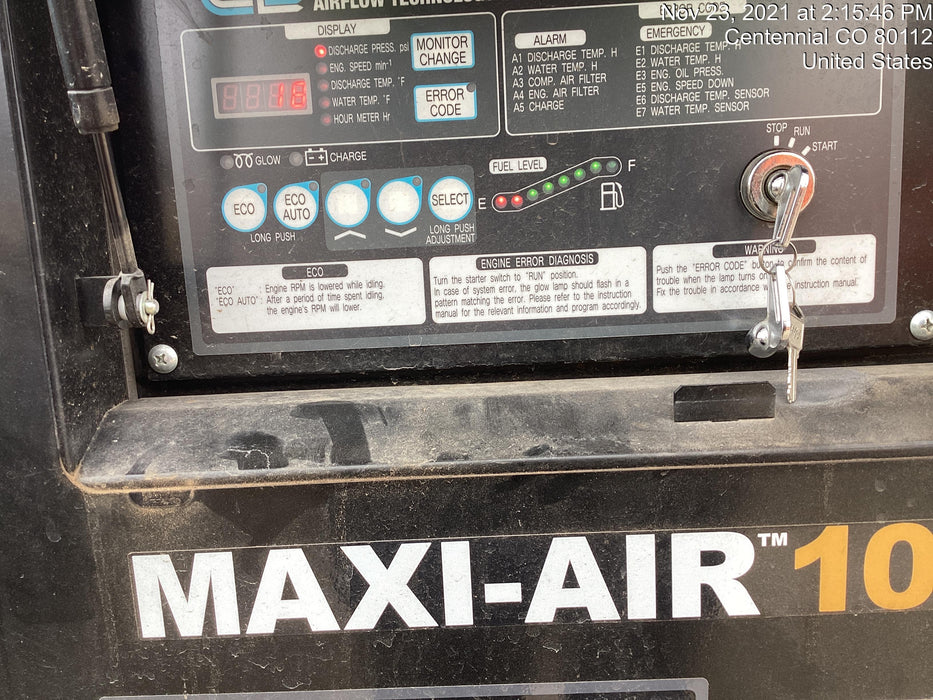 AIRFLOW TECHNOLOG
Nov 23, 2021 at 2:15:46 PM
Centennial CO 80112
United States
DISPLAY
DISCHARGE PRESS. psi
ENG. SPEED min⁻¹
DISCHARGE TEMP. °F
WATER TEMP. °F
HOUR METER Hr
16
MONITOR
CHANGE
ERROR
CODE
ALARM
A1 DISCHARGE TEMP. H
A2 WATER TEMP. H
A3 COMP. AIR FILTER
A4 ENG. AIR FILTER
A5 CHARGE
EMERGENCY
E1 DISCHARGE TEMP. H
E2 WATER TEMP. H
E3 ENG. OIL PRESS.
E5 ENG. SPEED DOWN
E6 DISCHARGE TEMP. SENSOR
E7 WATER TEMP. SENSOR
GLOW
CHARGE
ECO
ECO
AUTO
SELECT
LONG PUSH
LONG PUSH
ADJUSTMENT
FUEL LEVEL
E
F
STOP
RUN
START
ECO
"ECO" : Engine RPM is lowered while idling.
"ECO AUTO" : After a period of time spent idling.
the engine's RPM will lower.
ENGINE ERROR DIAGNOSIS
Turn the starter switch to "RUN" position.
In case of system error, the glow lamp should flash in a
pattern matching the error. Please refer to the instruction
manual for the relevant information and program accordingly.
WARNING
Push the "ERROR CODE" button to confirm the content of
trouble when the lamp turns on
Fix the trouble in accordance instruction manual.
MAXI-AIR™ 10